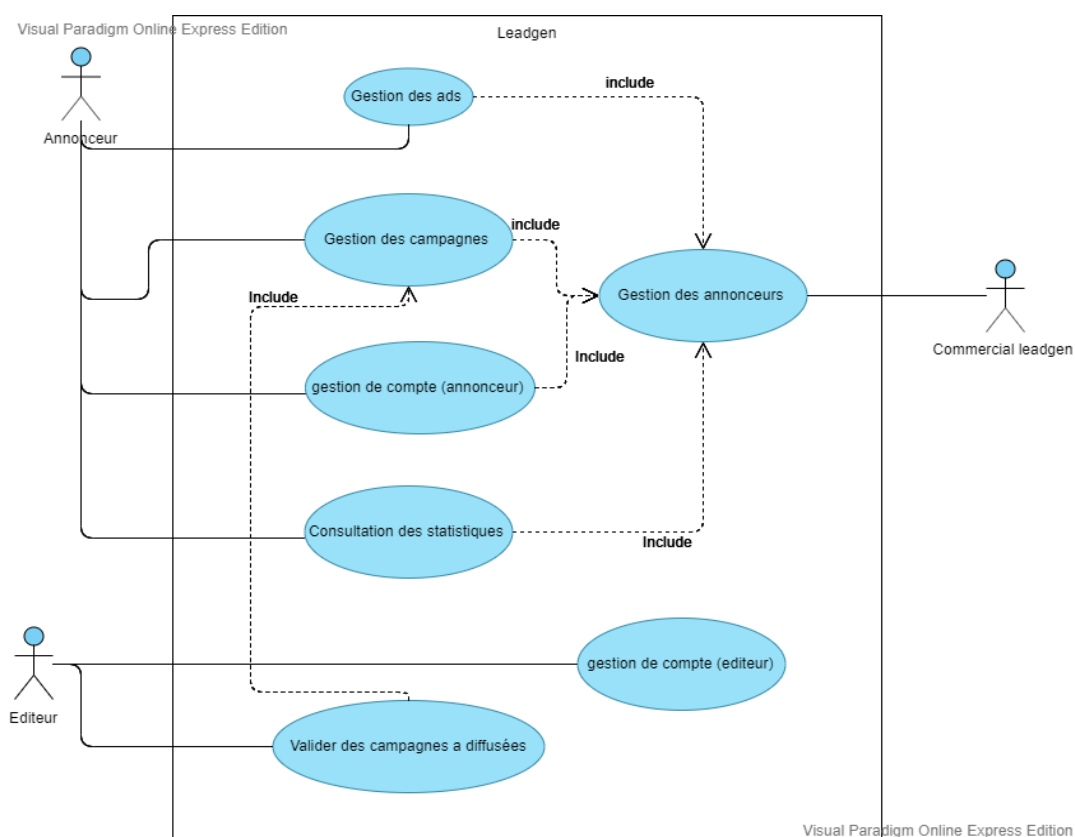 Visual Paradigm Online Express Edition
Leadgen
Annonceur
Gestion des ads
include
Gestion des campagnes
include
Include
Gestion des annonceurs
Commercial leadgen
gestion de compte (annonceur)
Include
Consultation des statistiques
Include
Editeur
gestion de compte (editeur)
Valider des campagnes a diffusées
Visual Paradigm Online Express Edition